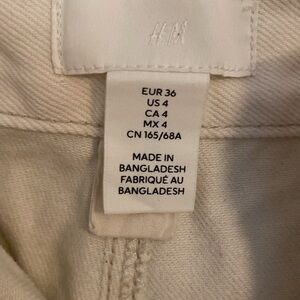 H&M
EUR 36
US 4
CA 4
MX 4
CN 165/68A
MADE IN
BANGLADESH
FABRIQUÉ AU
BANGLADESH